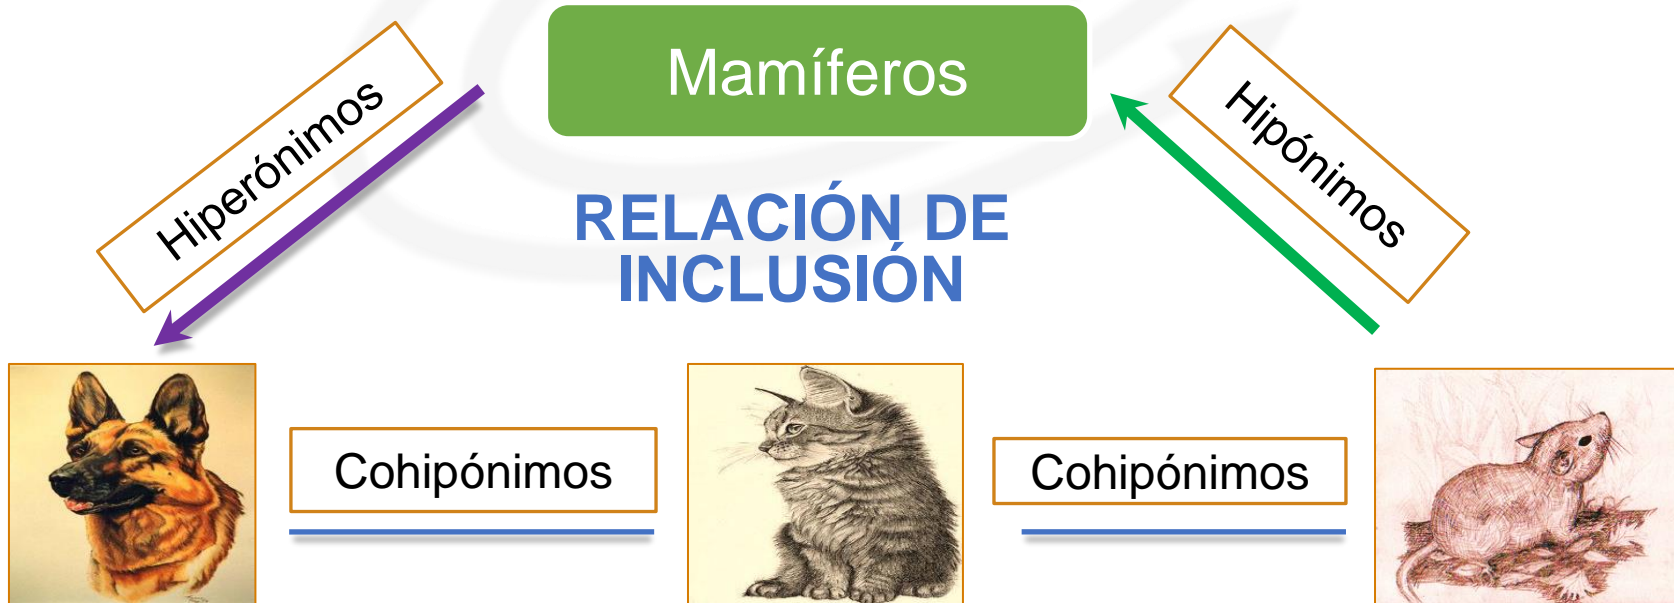 Mamíferos
Hiperónimos
Hipónimos
RELACIÓN DE
INCLUSIÓN
Cohipónimos
Cohipónimos